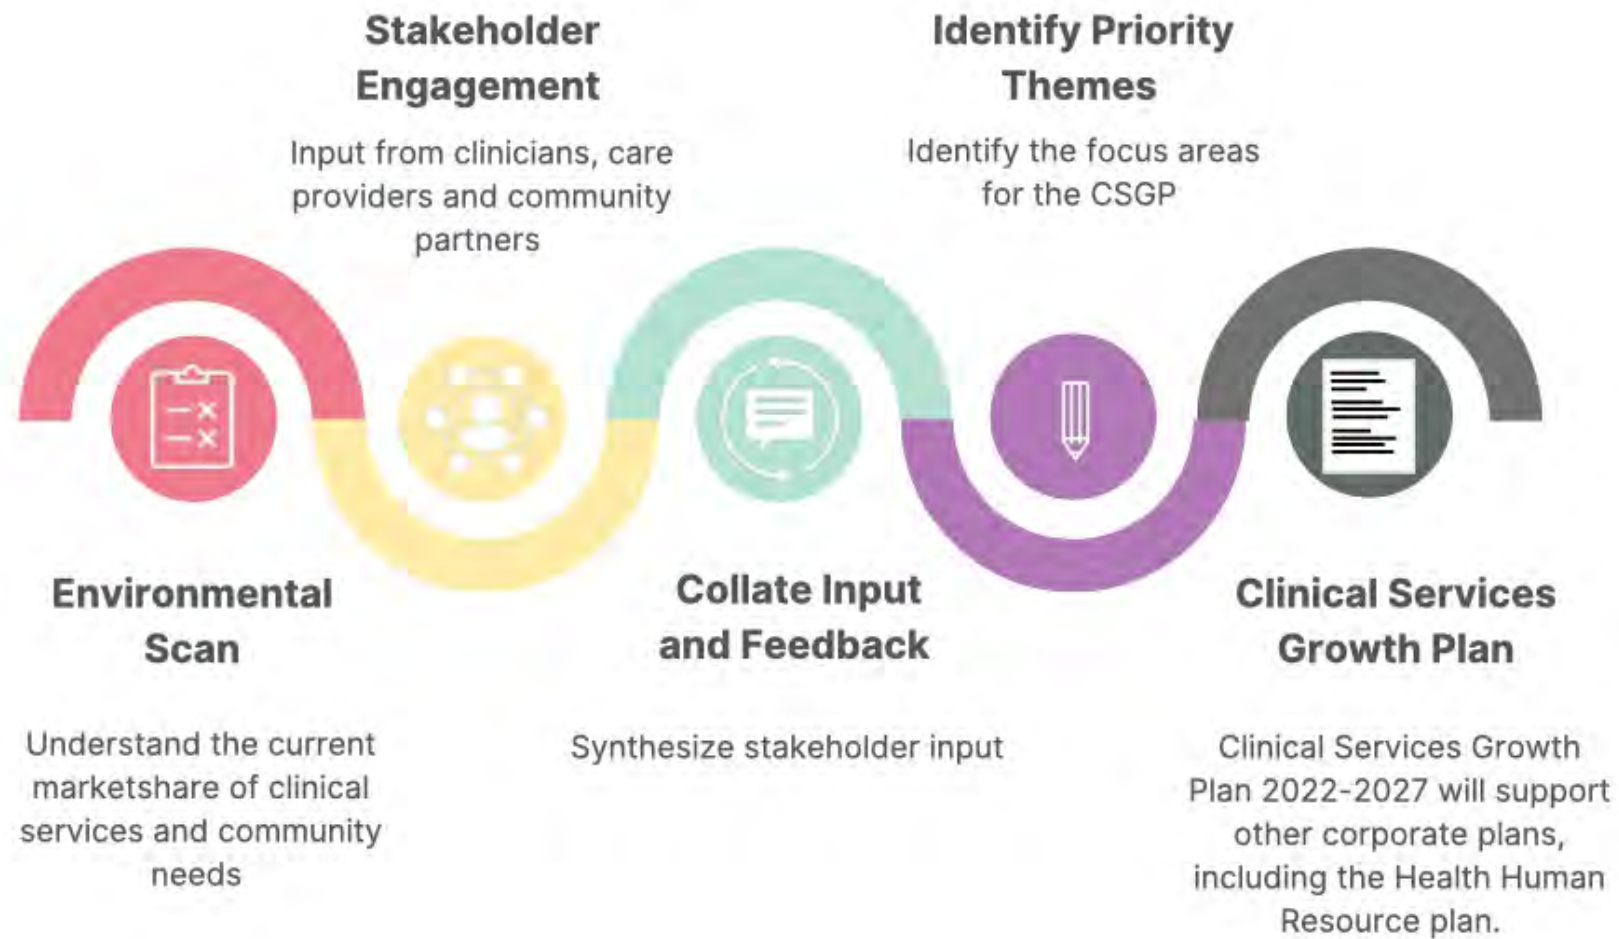 Stakeholder
Engagement
Input from clinicians, care
providers and community
partners
Identify Priority
Themes
Identify the focus areas
for the CSGP
Environmental
Scan
Understand the current
marketshare of clinical
services and community
needs
Collate Input
and Feedback
Synthesize stakeholder input
Clinical Services
Growth Plan
Clinical Services Growth
Plan 2022-2027 will support
other corporate plans,
including the Health Human
Resource plan.